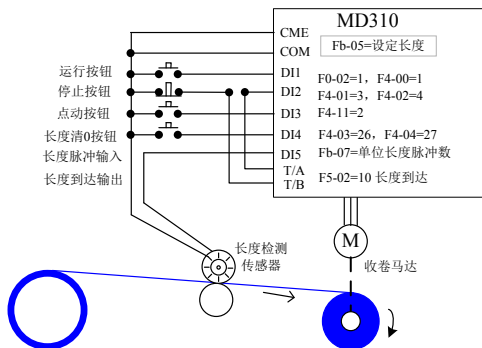 MD310
CME
COM
Fb-05=设定长度
运行按钮
DI1
F0-02=1，F4-00=1
停止按钮
DI2
F4-01=3，F4-02=4
点动按钮
DI3
F4-11=2
长度清0按钮
DI4
F4-03=26，F4-04=27
长度脉冲输入
DI5
Fb-07=单位长度脉冲数
长度到达输出
T/A
T/B
F5-02=10 长度到达
M
长度检测
传感器
收卷马达